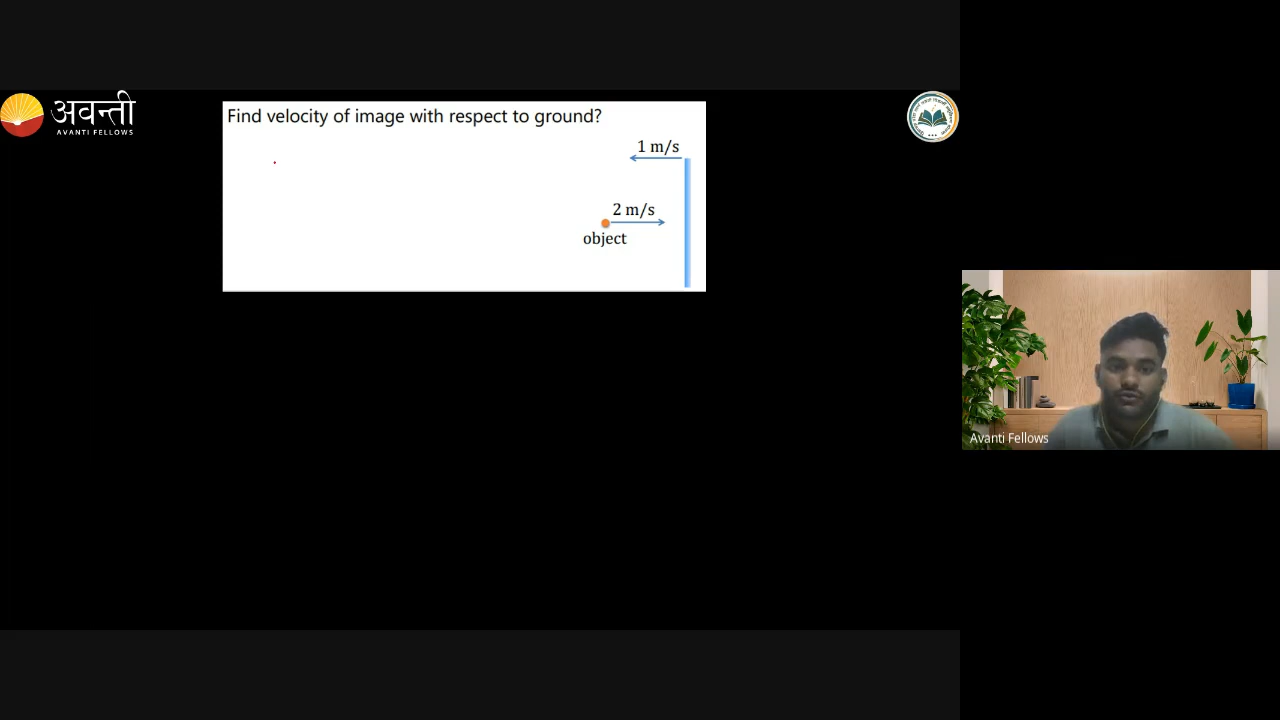 अवन्ती
AVANTI FELLOWS
Find velocity of image with respect to ground?
1 m/s
2 m/s
object
Avanti Fellows